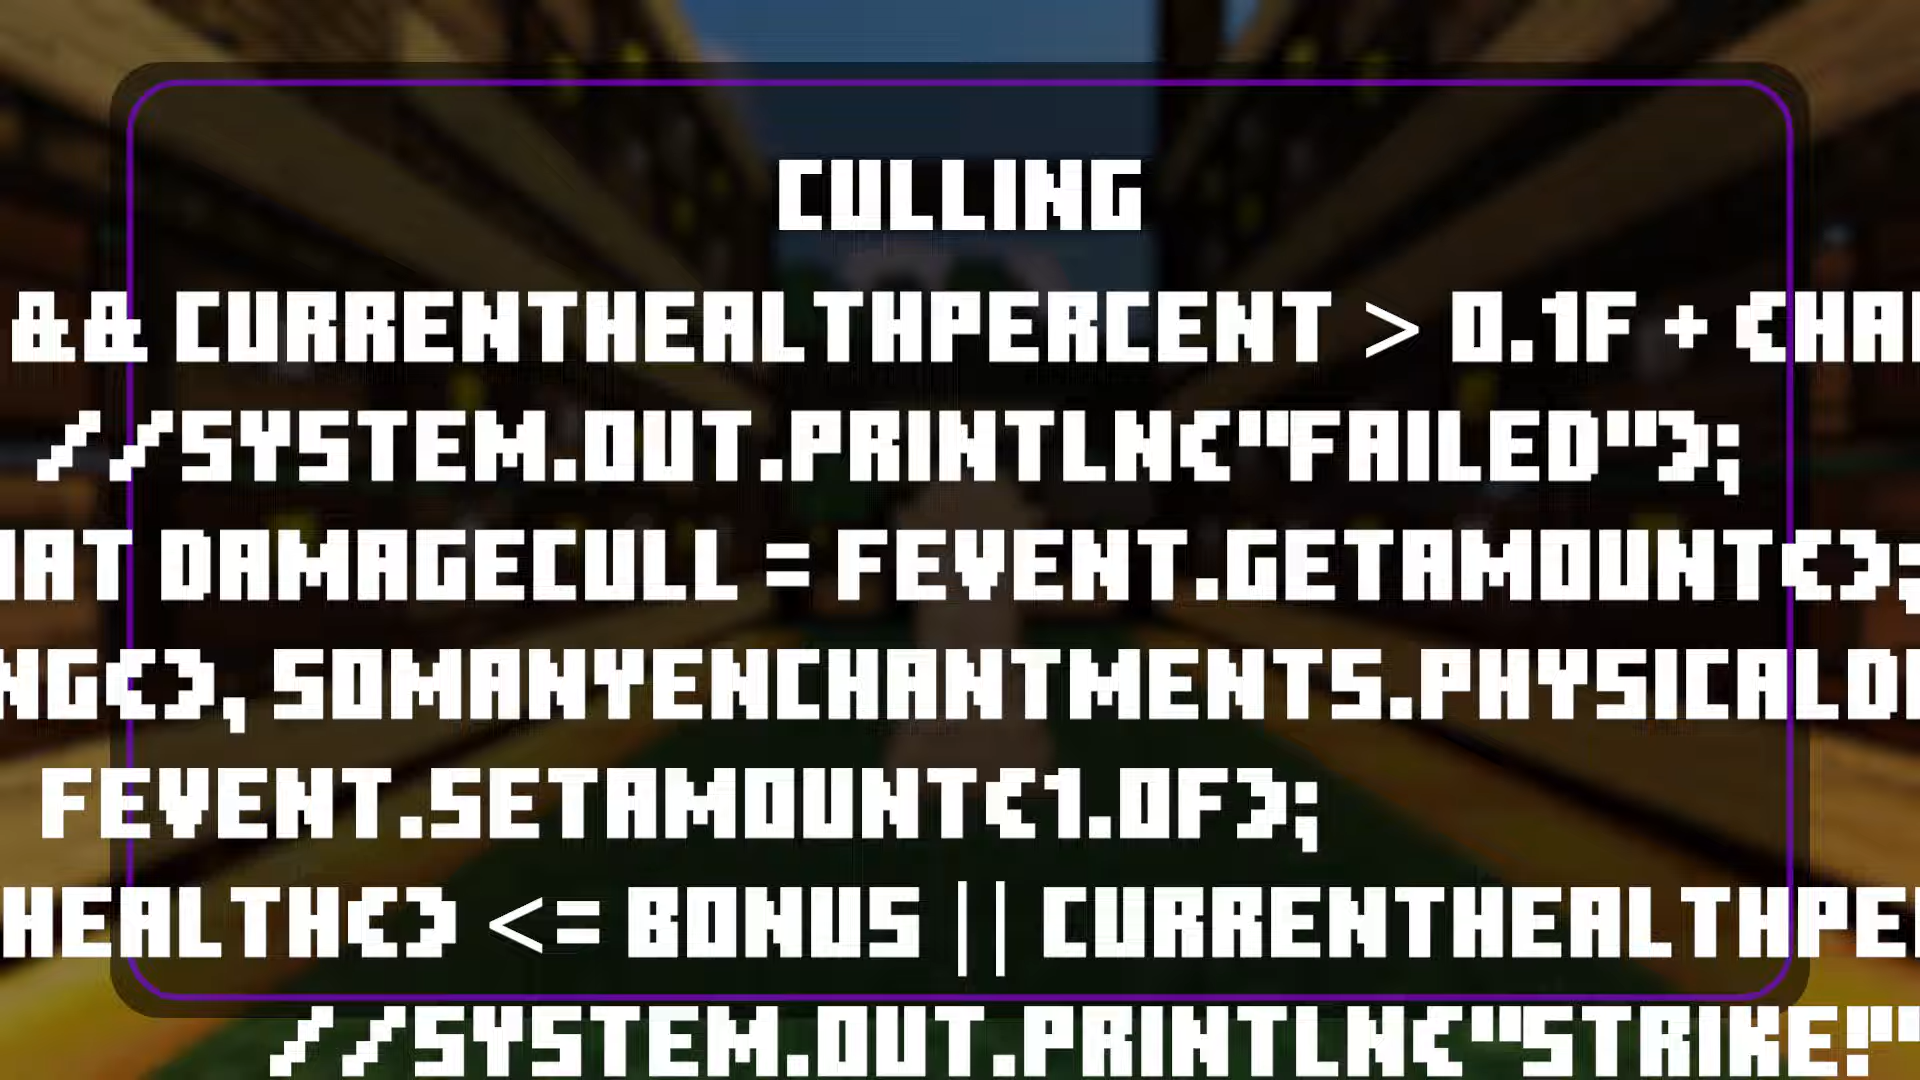 CULLING
&& CURRENTHEALTHPERCENT > 0.1F + (HA
//SYSTEM.OUT.PRINTLN("FAILED");
AT DAMAGECULL = FEVENT.GETAMOUNT();
NG(), SOMANYENCHANTMENTS.PHYSICALD
FEVENT.SETAMOUNT(1.0F);
HEALTH() <= BONUS || CURRENTHEALTHPE
//SYSTEM.OUT.PRINTLN("STRIKE!"